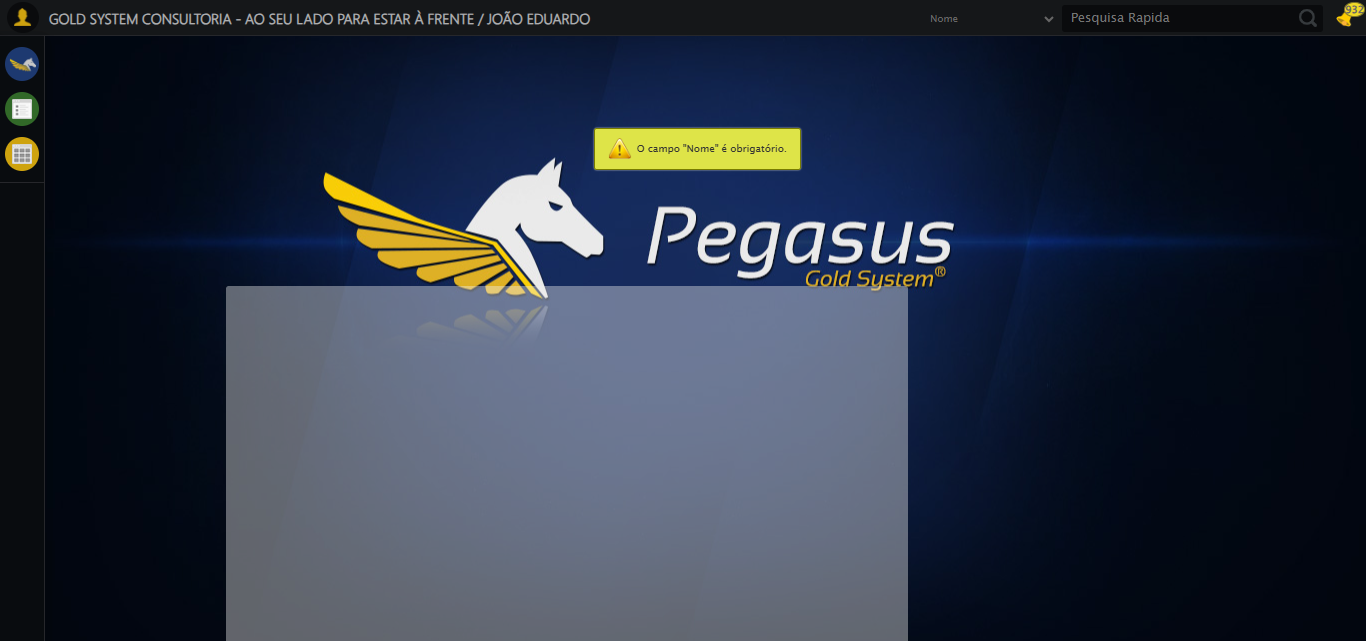 GOLD SYSTEM CONSULTORIA - AO SEU LADO PARA ESTAR À FRENTE / JOÃO EDUARDO
Nome
Pesquisa Rapida
932
O campo "Nome" é obrigatório.
Pegasus
Gold System®